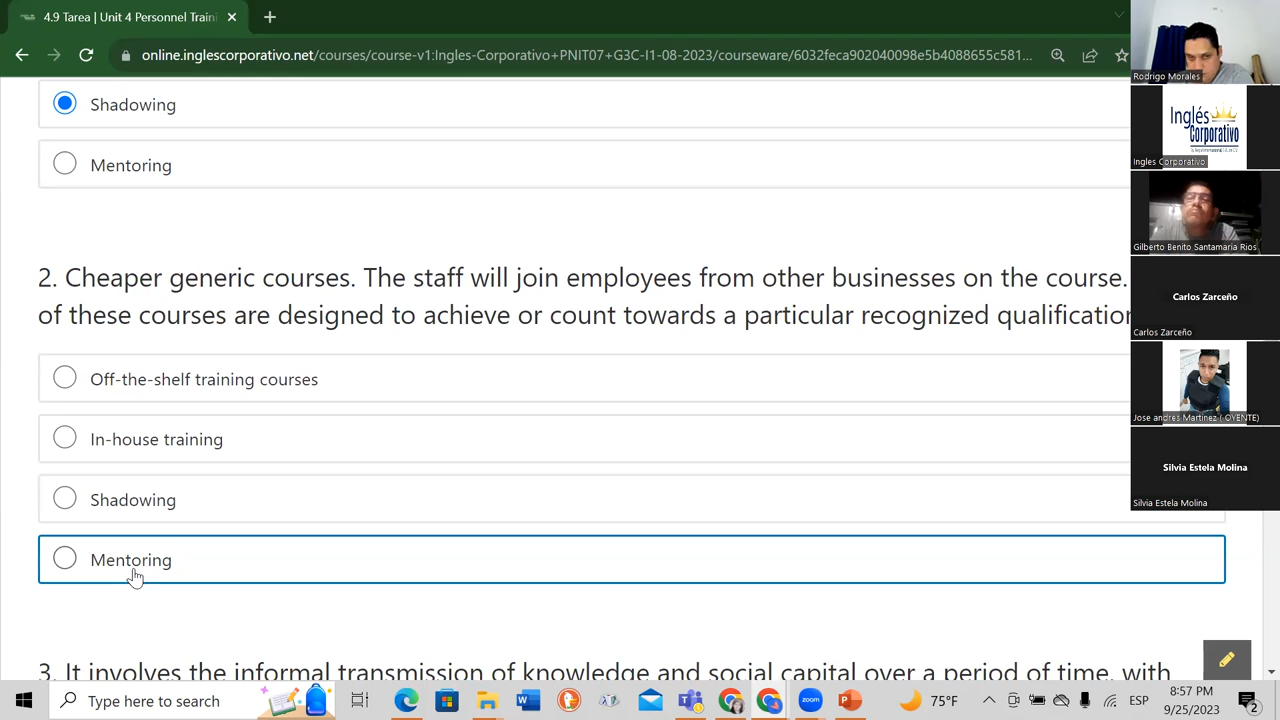 4.9 Tarea | Unit 4 Personnel Traini
online.inglescorporativo.net/courses/course-v1:Ingles-Corporativo+PNIT07+G3C-I1-08-2023/courseware/6032feca902040098e5b4088655c581...
Shadowing
Mentoring
2. Cheaper generic courses. The staff will join employees from other businesses on the course.
of these courses are designed to achieve or count towards a particular recognized qualification
Off-the-shelf training courses
In-house training
Shadowing
Mentoring
3. It involves the informal transmission of knowledge and social capital over a period of time, with
Rodrigo Morales
Inglés
Corporativo
Ingles Corporativo
Gilberto Benito Santamaria Rios
Carlos Zarceño
Carlos Zarceño
Jose andres Martinez ( OYENTE)
Silvia Estela Molina
Silvia Estela Molina
Type here to search
zoom
75°F
ESP
8:57 PM
9/25/2023
2